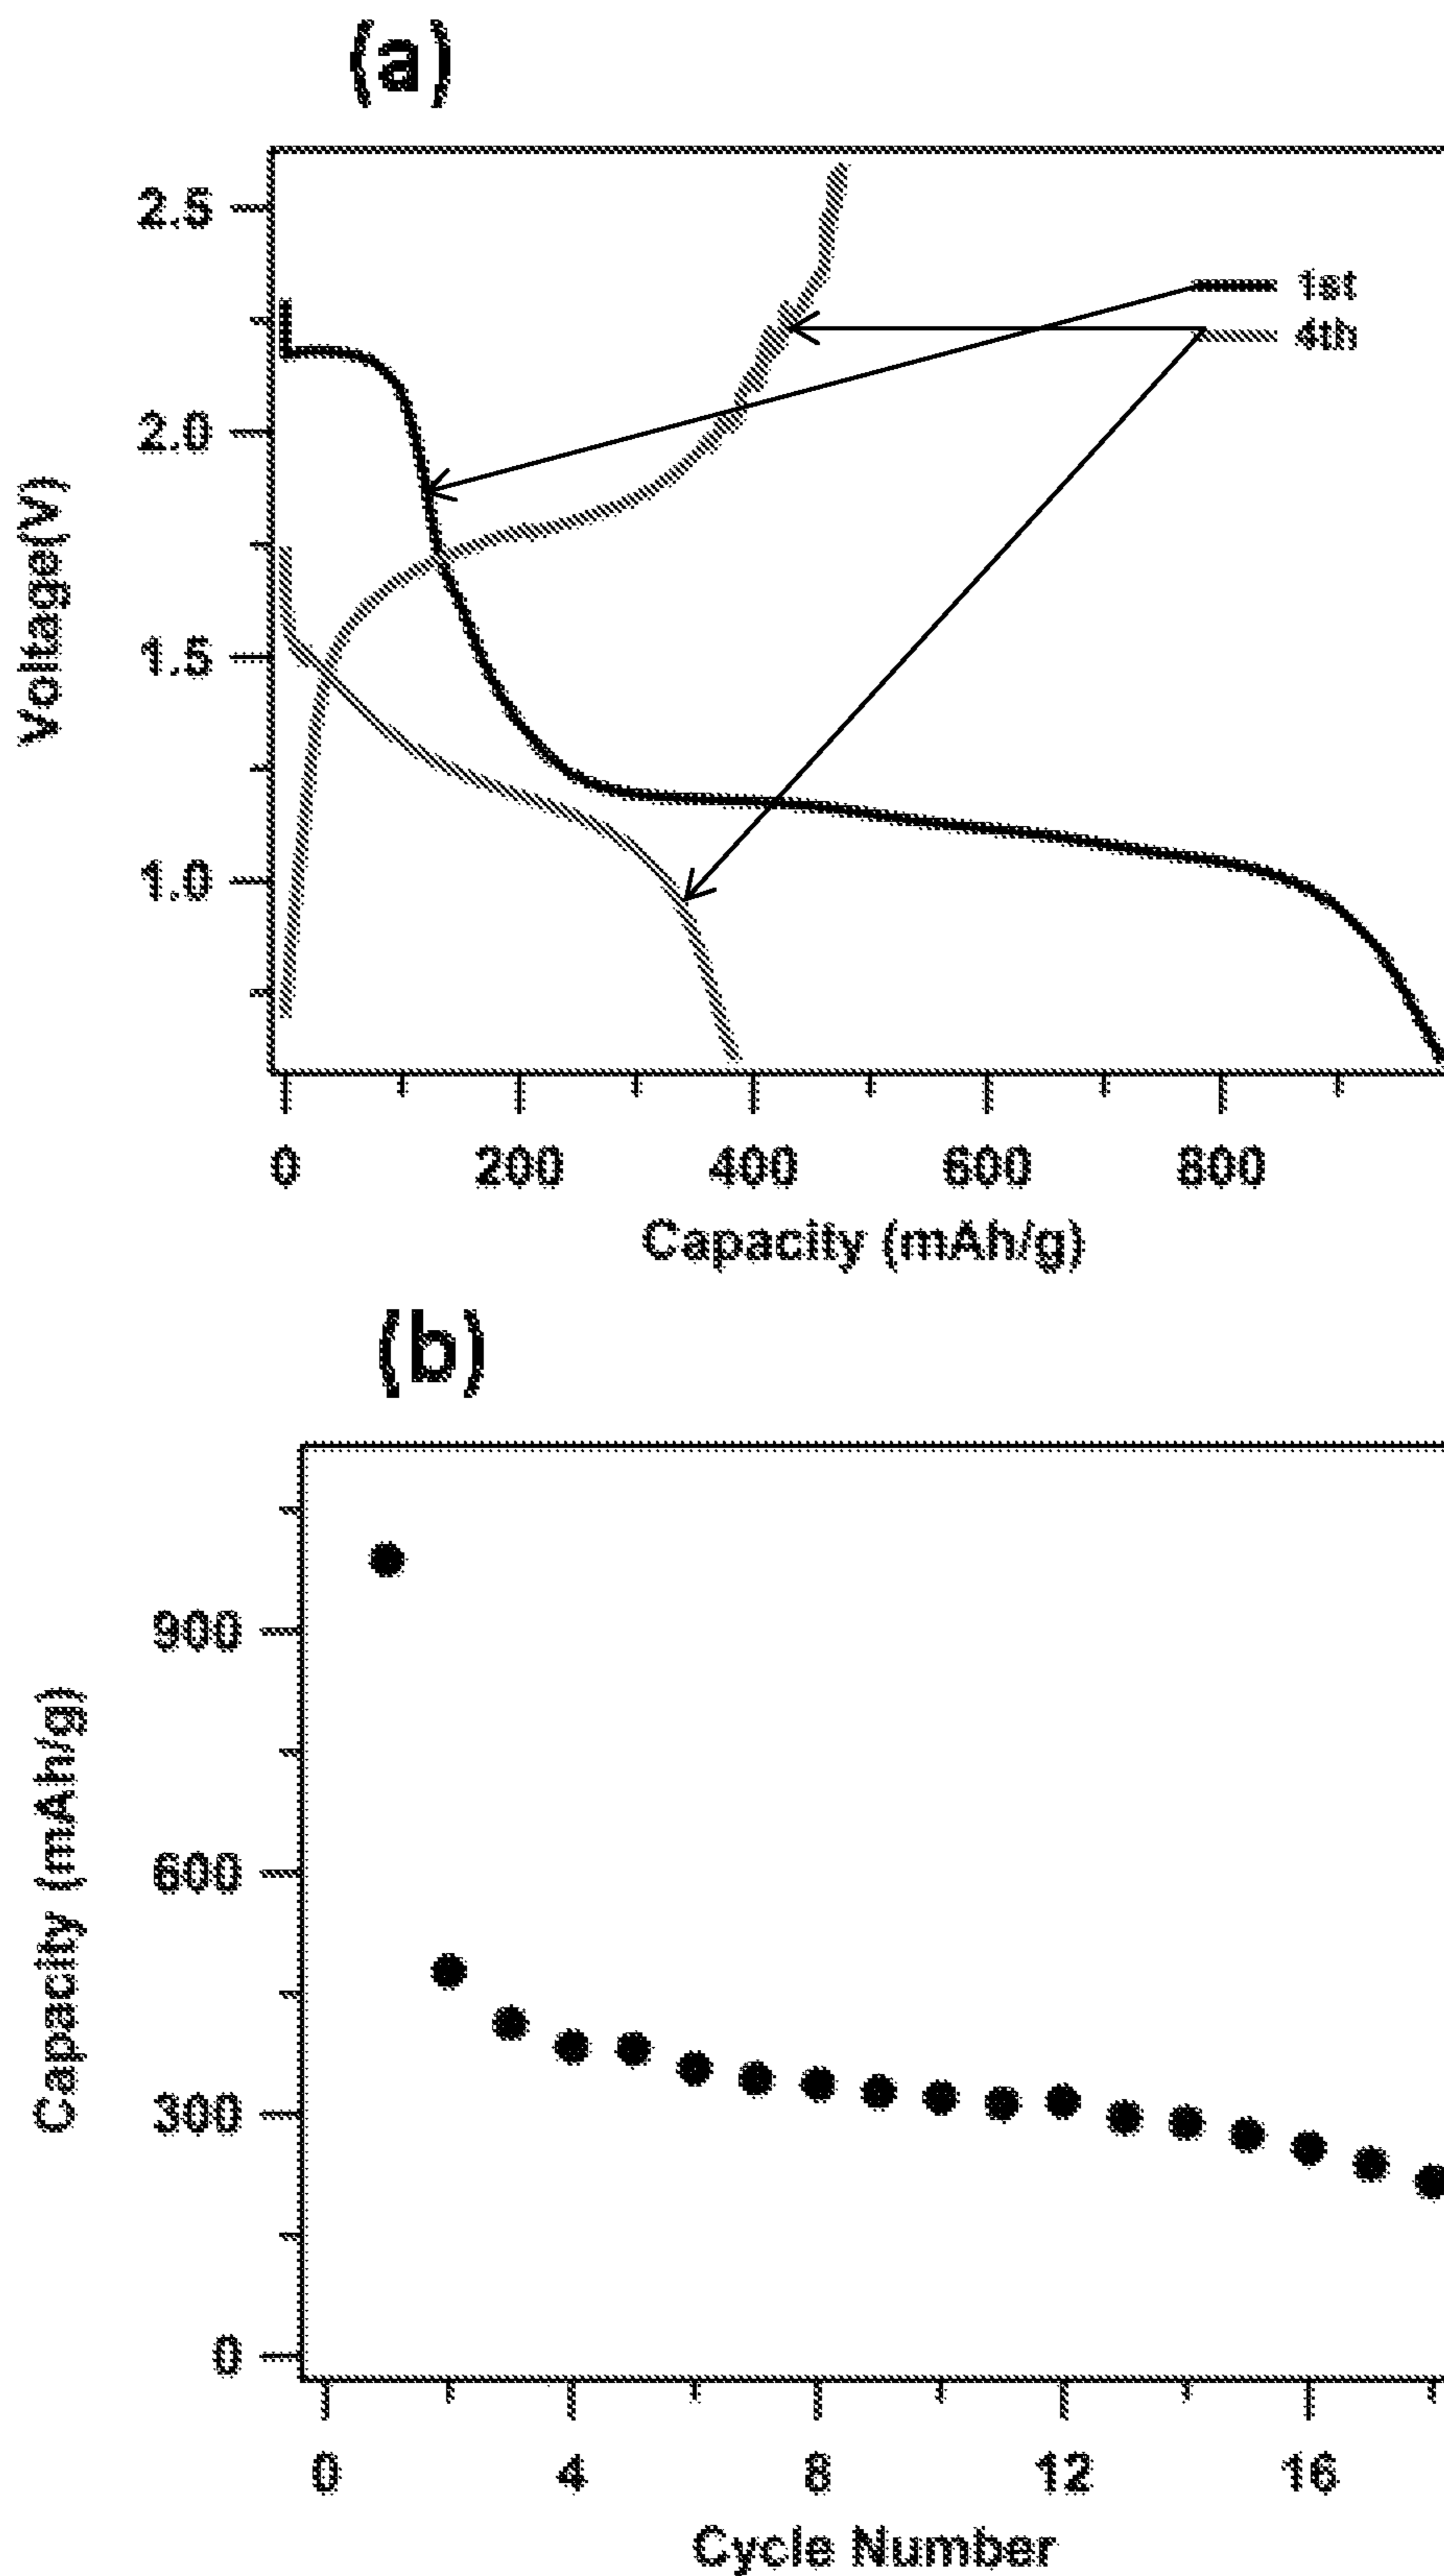 (a)
2.5
2.0
1.5
1.0
Voltage(V)
1st
4th
0 200 400 600 800
Capacity (mAh/g)
(b)
900
600
300
0
Capacity (mAh/g)
0 4 8 12 16
Cycle Number